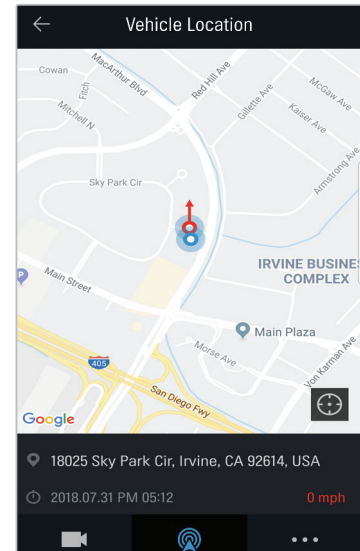 Vehicle Location
Cowan
MacArthur Blvd
Red Hill Ave
Fitch
Mitchell N
Gillette Ave
McGaw Ave
Kaiser Ave
Armstrong Ave
Sky Park Cir
IRVINE BUSINES
COMPLEX
P
Main Street
Main Plaza
Morse Ave
Von Karman Ave
405
San Diego Fwy
Google
18025 Sky Park Cir, Irvine, CA 92614, USA
2018.07.31 PM 05:12
0 mph